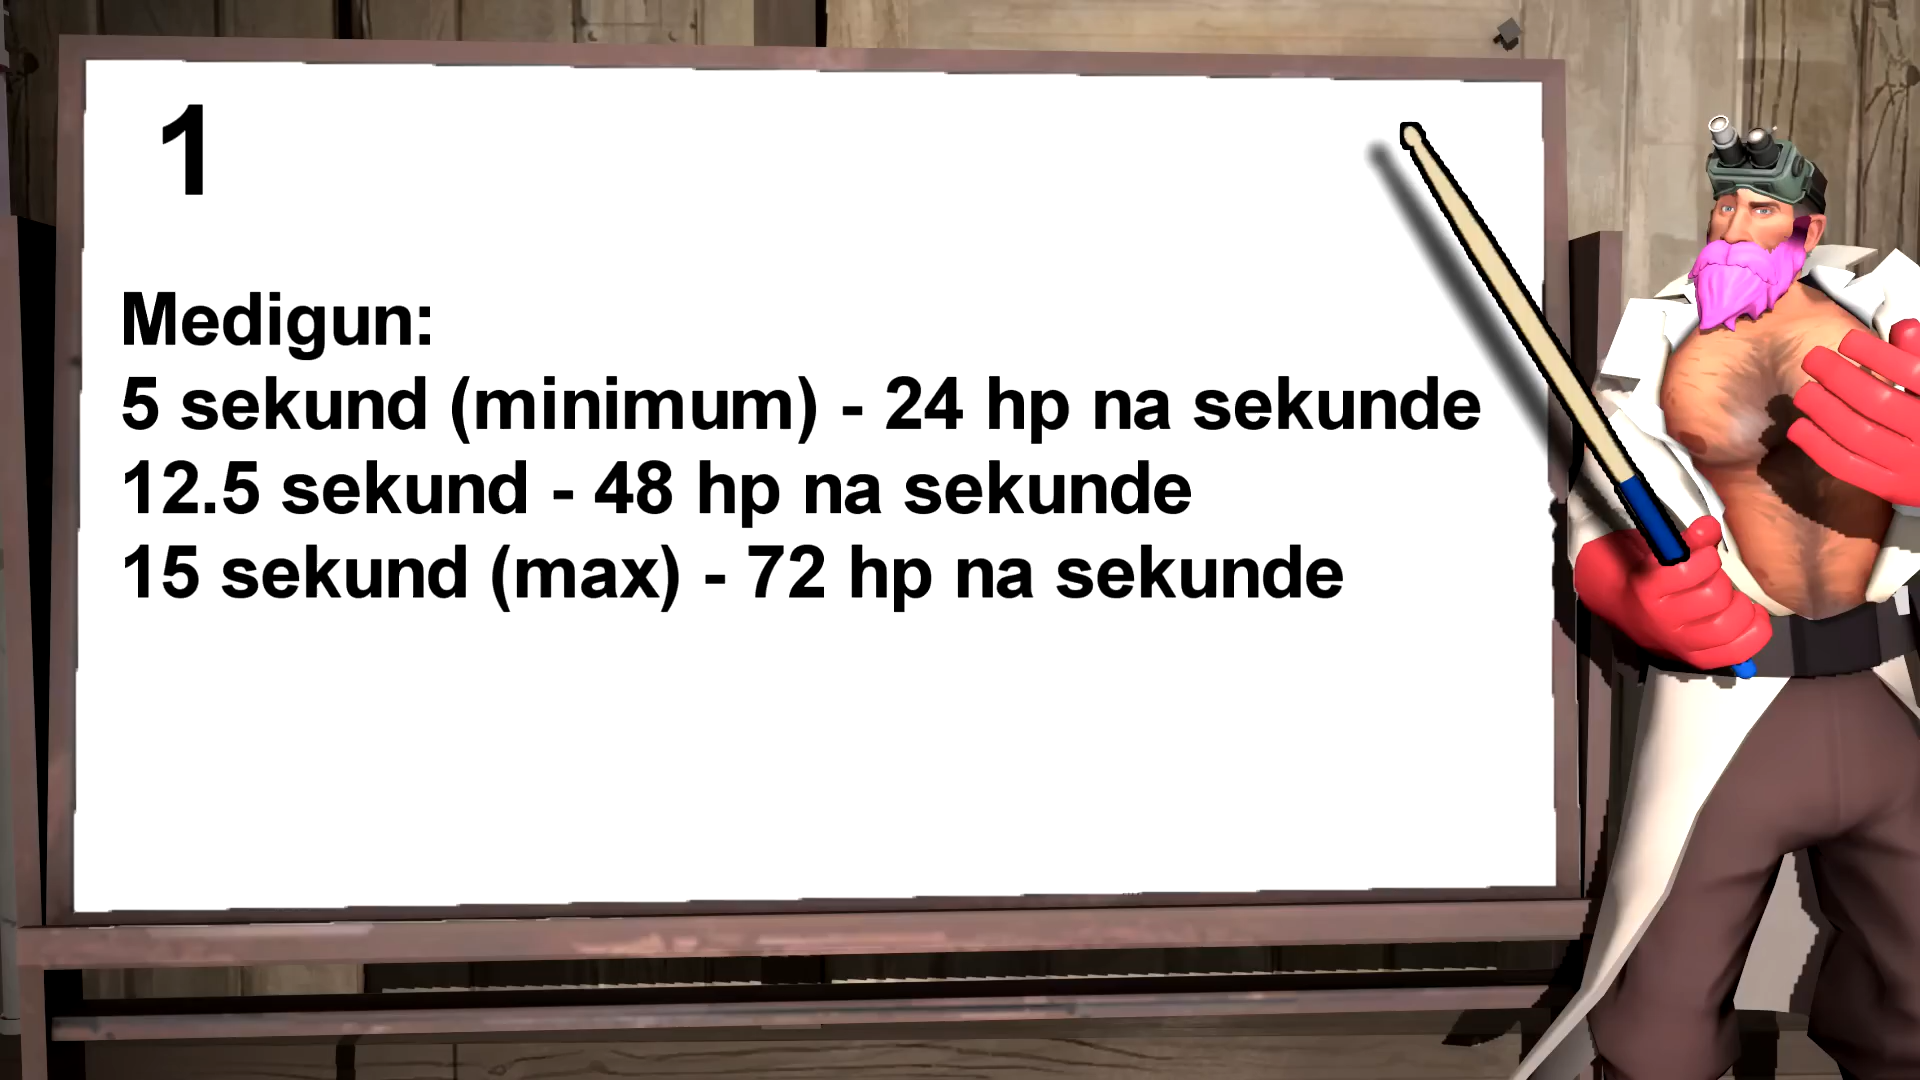 1
Medigun:
5 sekund (minimum) - 24 hp na sekunde
12.5 sekund - 48 hp na sekunde
15 sekund (max) - 72 hp na sekunde